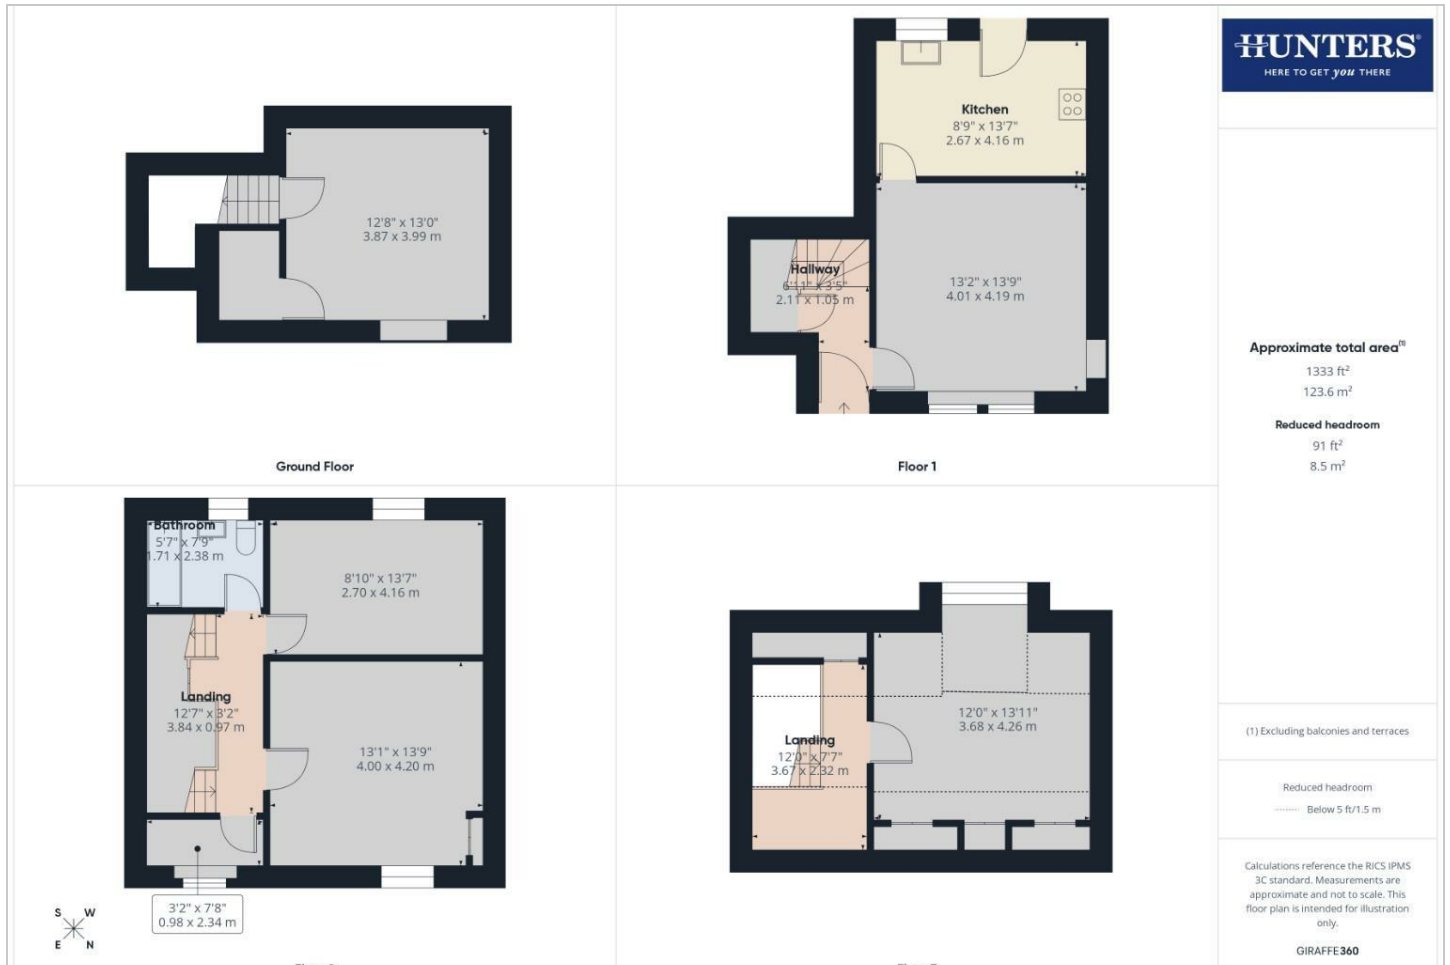 12'8" x 13'0"
3.87 x 3.99 m
Ground Floor
Kitchen
8'9" x 13'7"
2.67 x 4.16 m
Hallway
6'11" x 3'5"
2.11 x 1.05 m
13'2" x 13'9"
4.01 x 4.19 m
Floor 1
Bathroom
5'7" x 7'9"
1.71 x 2.38 m
8'10" x 13'7"
2.70 x 4.16 m
Landing
12'7" x 3'2"
3.84 x 0.97 m
13'1" x 13'9"
4.00 x 4.20 m
3'2" x 7'8"
0.98 x 2.34 m
S W
E N
12'0" x 13'11"
3.68 x 4.26 m
Landing
12'0" x 7'7"
3.67 x 2.32 m
HUNTERS®
HERE TO GET you THERE
Approximate total area(1)
1333 ft²
123.6 m²
Reduced headroom
91 ft²
8.5 m²
(1) Excluding balconies and terraces
Reduced headroom
Below 5 ft/1.5 m
Calculations reference the RICS IPMS
3C standard. Measurements are
approximate and not to scale. This
floor plan is intended for illustration
only.
GIRAFFE360